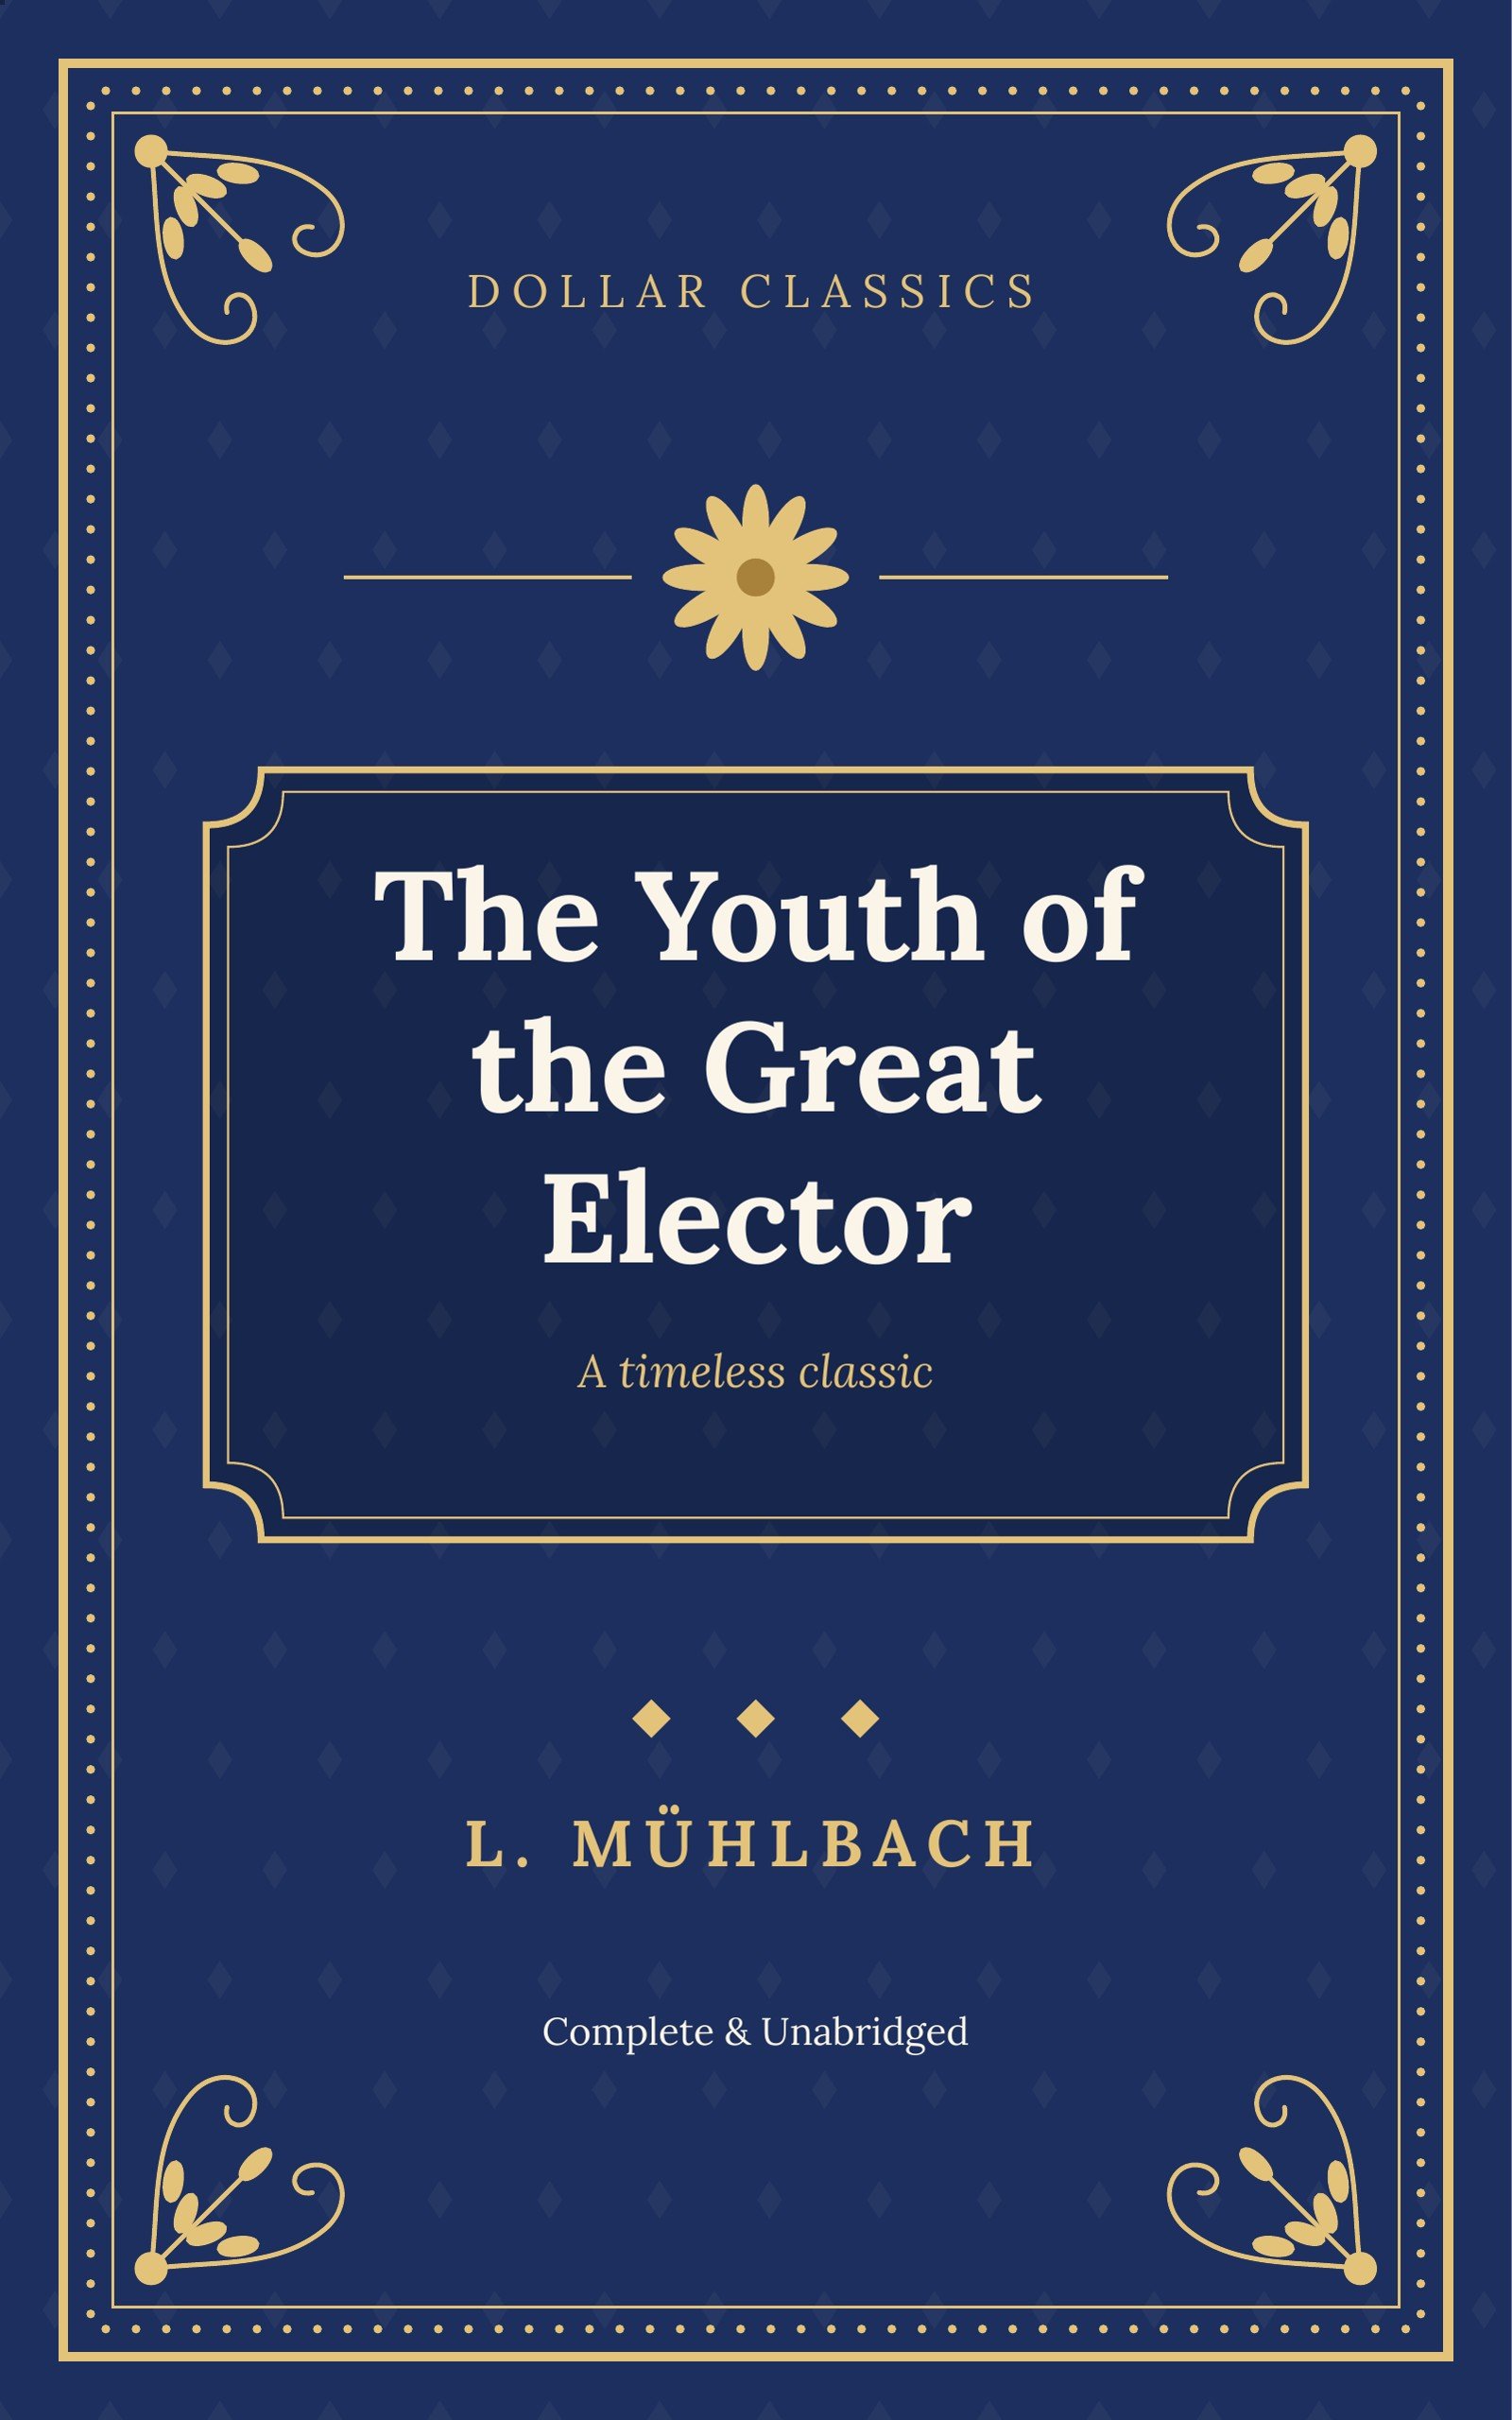 DOLLAR CLASSICS
The Youth of
the Great
Elector
A timeless classic
L. MÜHLBACH
Complete & Unabridged